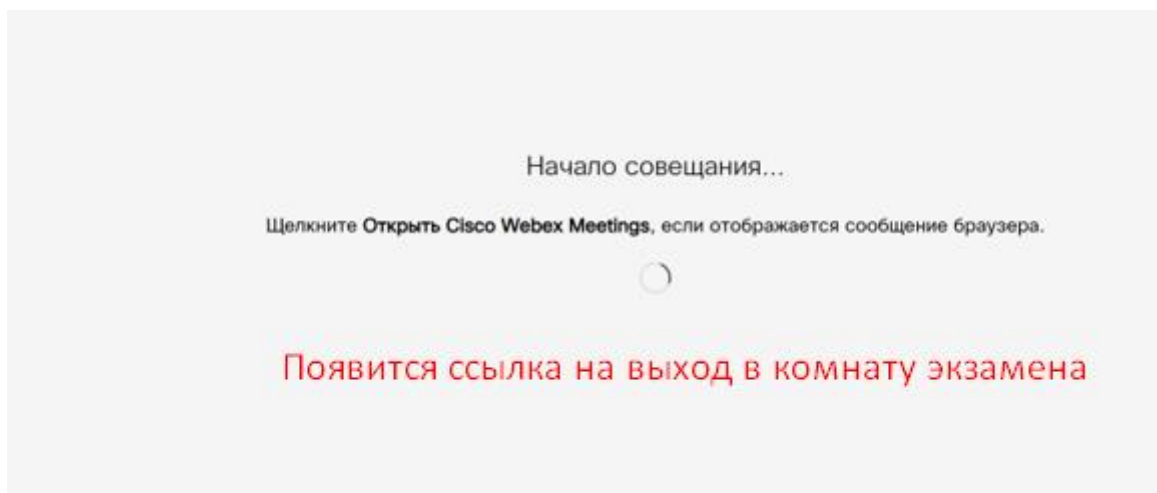 Начало совещания...
Щелкните Открыть Cisco Webex Meetings, если отображается сообщение браузера.
Появится ссылка на выход в комнату экзамена